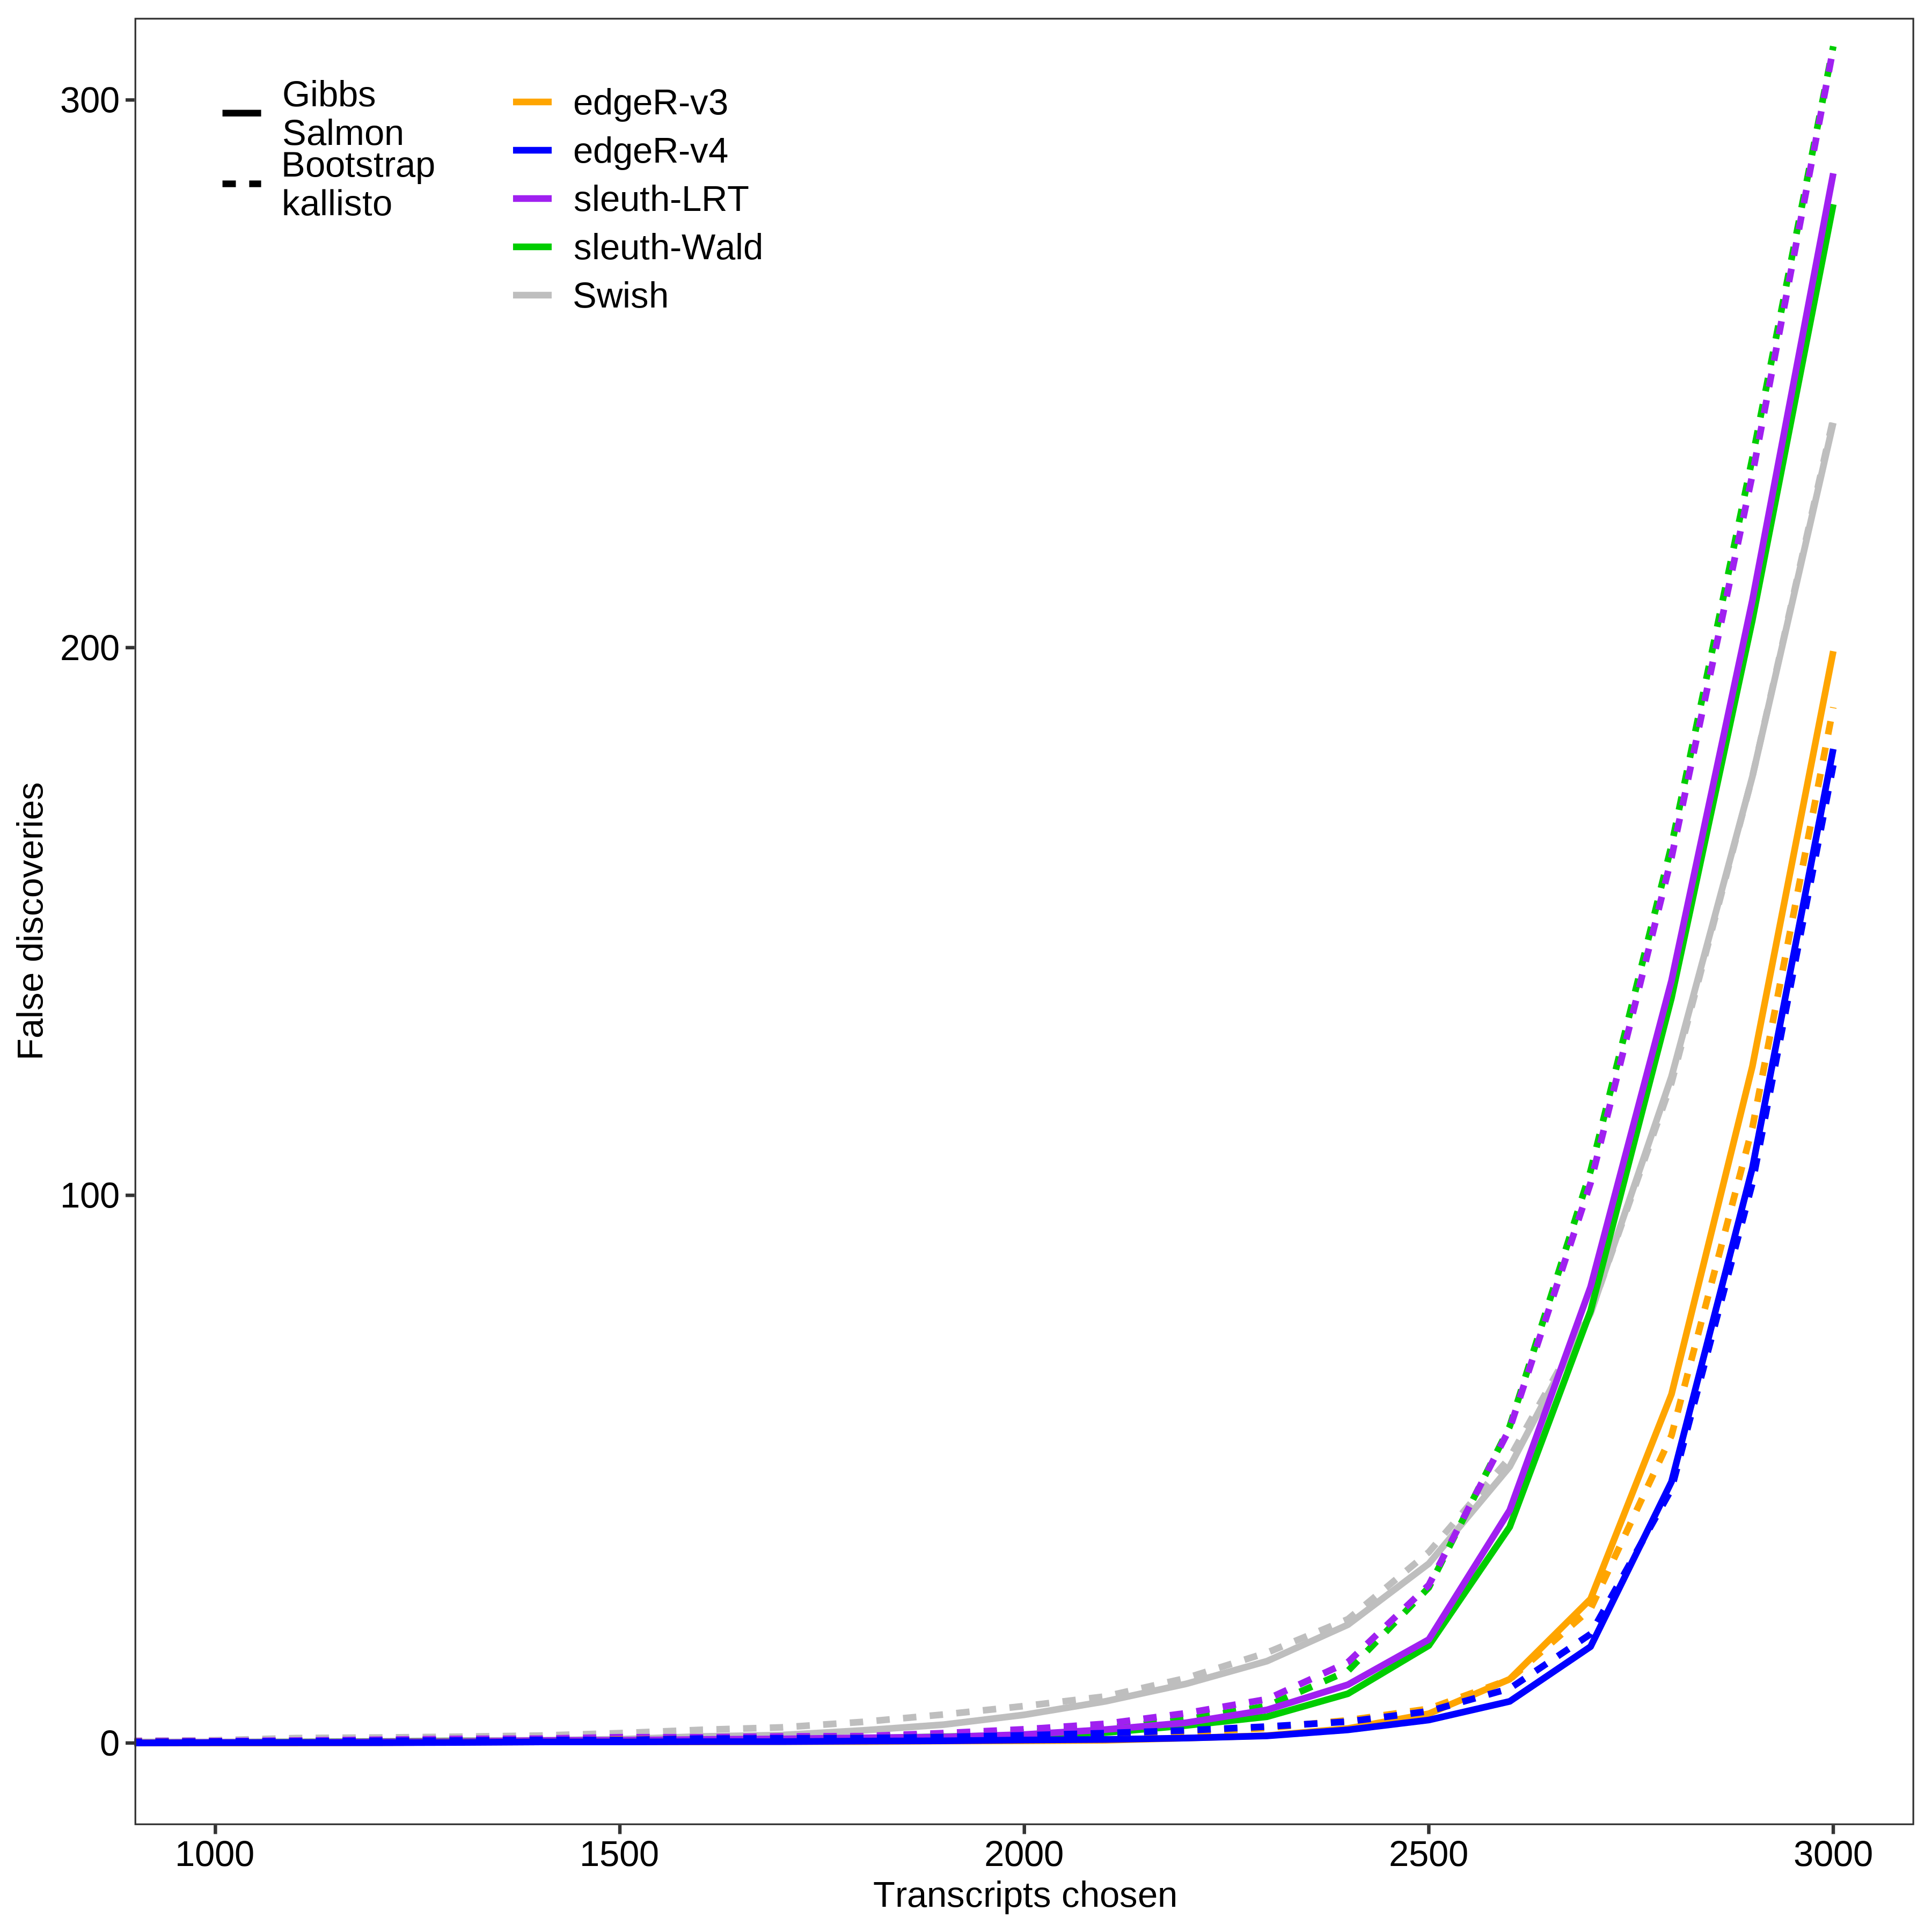 300
200
100
0
False discoveries
Gibbs
Salmon
Bootstrap
kallisto
edgeR-v3
edgeR-v4
sleuth-LRT
sleuth-Wald
Swish
1000
1500
2000
2500
3000
Transcripts chosen